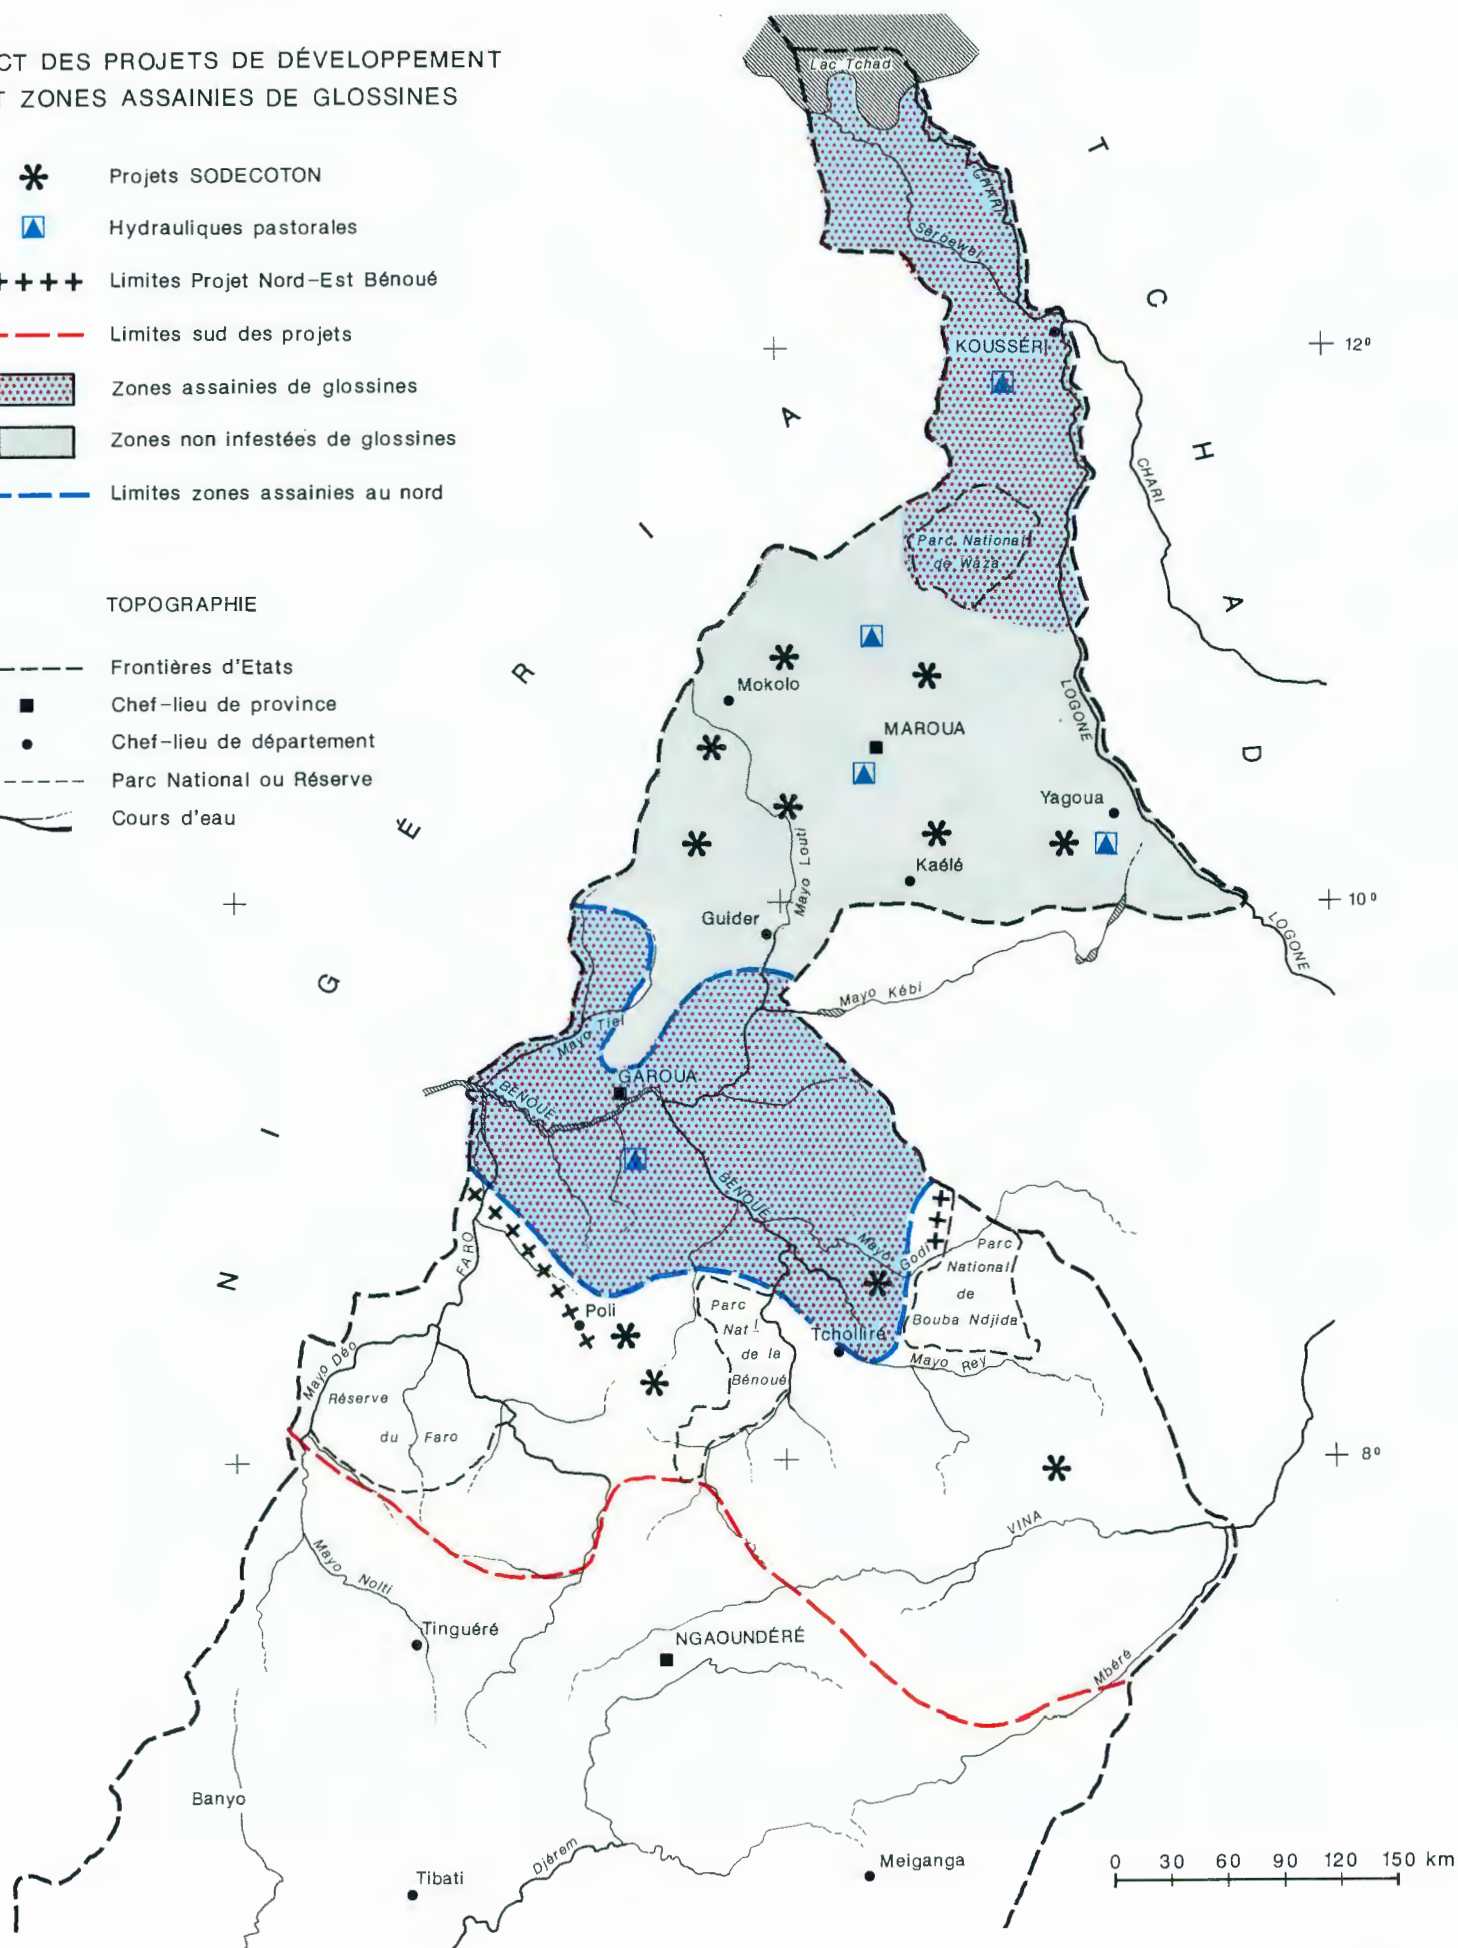 CT DES PROJETS DE DÉVELOPPEMENT
T ZONES ASSAINIES DE GLOSSINES
Projets SODECOTON
Hydrauliques pastorales
Limites Projet Nord-Est Bénoué
Limites sud des projets
Zones assainies de glossines
Zones non infestées de glossines
Limites zones assainies au nord
TOPOGRAPHIE
Frontières d'Etats
Chef-lieu de province
Chef-lieu de département
Parc National ou Réserve
Cours d'eau
Lac Tchad
CHARI
Serbewel
T
C
H
A
D
KOUSSÉRI
12°
CHARI
Parc National
de Waza
N
I
G
É
R
I
A
Mokolo
MAROUA
LOGONE
Yagoua
Mayo Louti
Kaélé
10°
Guider
LOGONE
Mayo Kébi
Mayo Tiel
GAROUA
BÉNOUÉ
BÉNOUÉ
Mayo Godi
FARO
Parc
National
de
Bouba Ndjida
Poli
Parc
Nat!
de la
Bénoué
Tcholliré
Mayo Rey
Mayo Déo
Réserve
du Faro
8°
VINA
Mayo Nolti
Tinguéré
NGAOUNDÉRÉ
Mbéré
Banyo
Djérem
Tibati
Meiganga
0 30 60 90 120 150 km